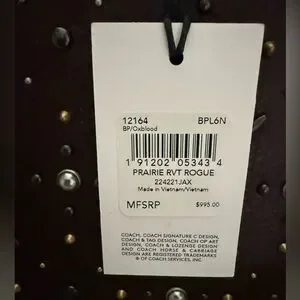 12164 BPL6N
BP/Oxblood
1 91202 05343 4
PRAIRIE RVT ROGUE
224221JAX
Made in Vietnam/Vietnam
MFSRP $995.00
COACH, COACH SIGNATURE C DESIGN,
COACH & TAG DESIGN, COACH OP ART
DESIGN, COACH & LOZENGE DESIGN
AND COACH HORSE & CARRIAGE
DESIGN ARE REGISTERED TRADEMARKS
® OF COACH SERVICES, INC.